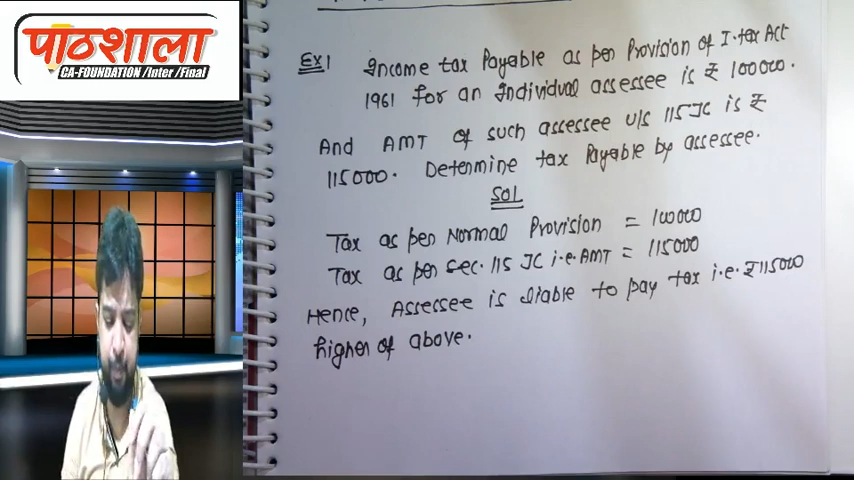 पाठशाला
CA-FOUNDATION/Inter/Final
Ex1 Income tax Payable as per Provision of I.tax Act
1961 for an Individual assessee is ₹ 100000.
And AMT of such assessee u/s 115JC is ₹
115000. Determine tax Payable by assessee.
Sol
Tax as per Normal Provision = 100000
Tax as per sec. 115 JC i.e. AMT = 115000
Hence, Assessee is liable to pay tax i.e. ₹115000
higher of above.